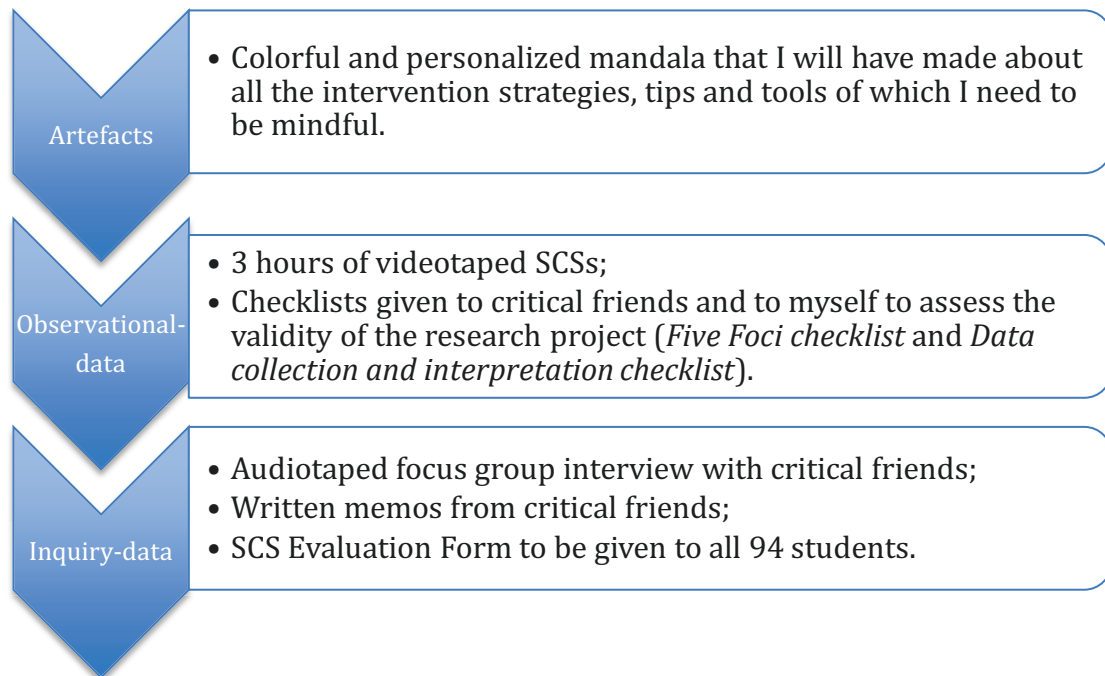 Artefacts
• Colorful and personalized mandala that I will have made about
all the intervention strategies, tips and tools of which I need to
be mindful.
Observational-
data
• 3 hours of videotaped SCSs;
• Checklists given to critical friends and to myself to assess the
validity of the research project (Five Foci checklist and Data
collection and interpretation checklist).
Inquiry-data
• Audiotaped focus group interview with critical friends;
• Written memos from critical friends;
• SCS Evaluation Form to be given to all 94 students.